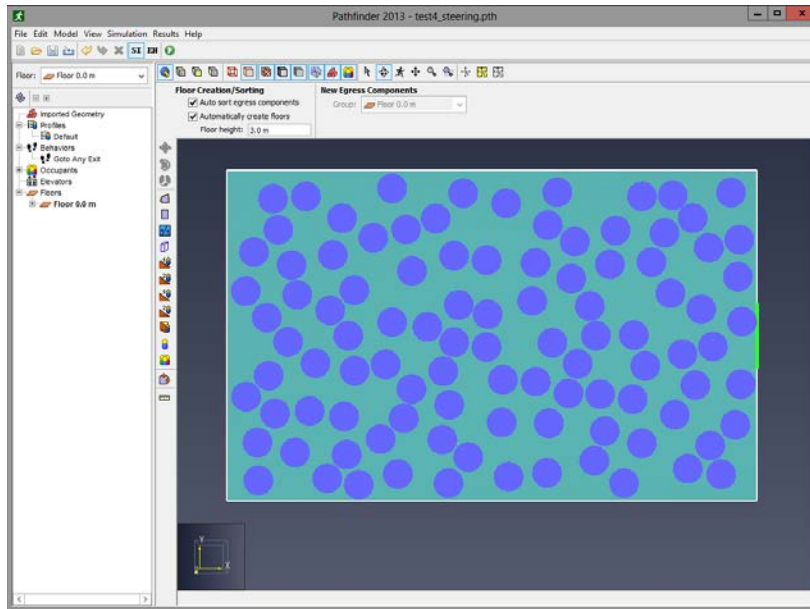 Pathfinder 2013 - test4_steering.pth
File Edit Model View Simulation Results Help
Floor: Floor 0.0 m
Floor Creation/Sorting
New Egress Components
Auto sort egress components
Group: Floor 0.0 m
Automatically create floors
Floor height: 3.0 m
Imported Geometry
Profiles
Default
Behaviors
Goto Any Exit
Occupants
Elevators
Floors
Floor 0.0 m
Y
X